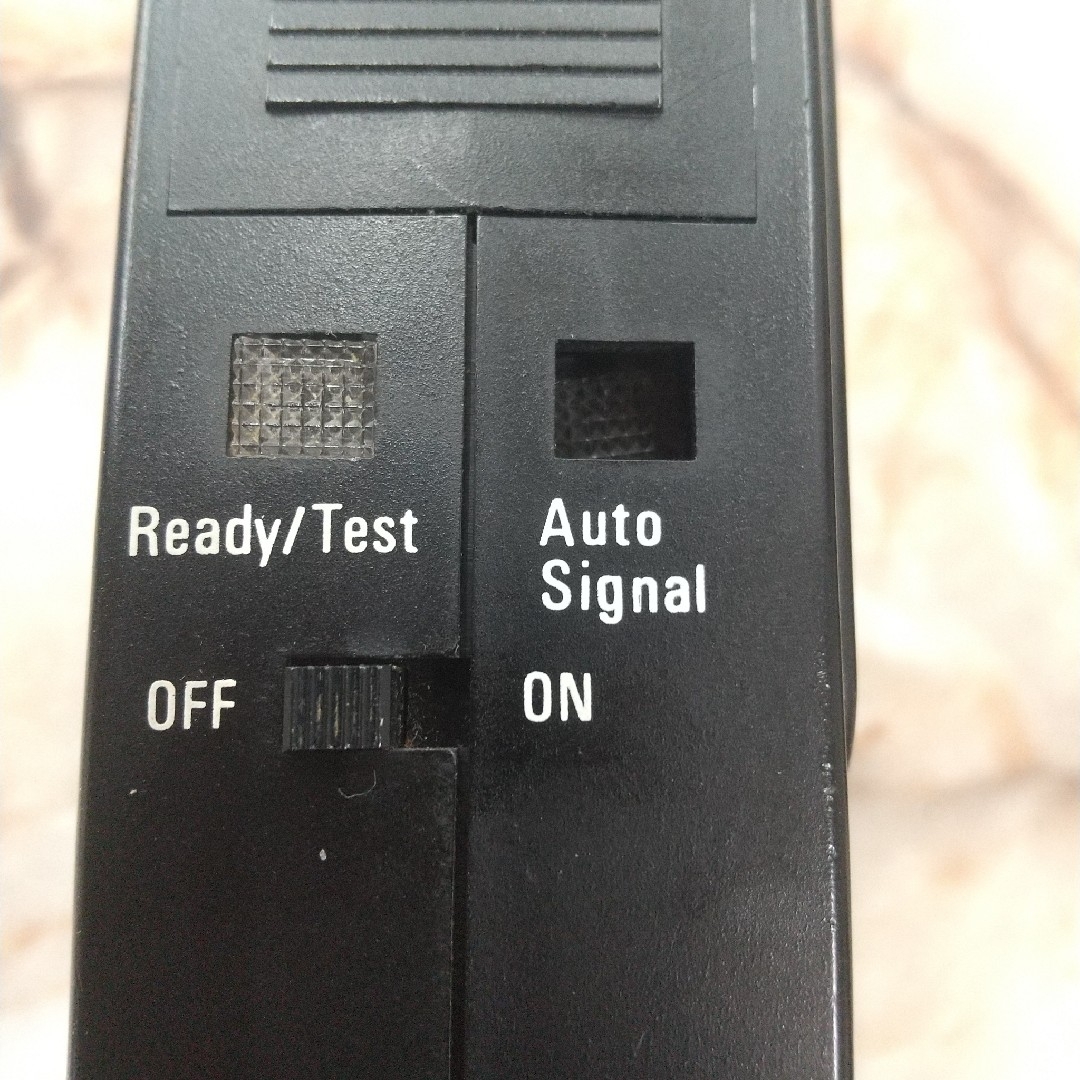 Ready/Test
Auto
Signal
OFF
ON